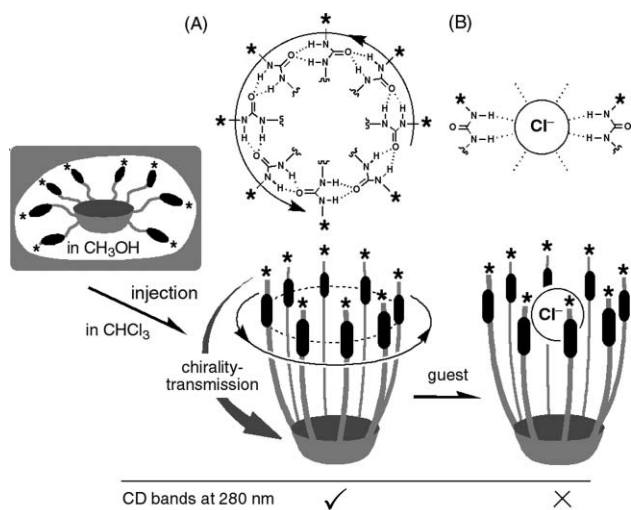 (A)
(B)
Cl⁻
in CH₃OH
injection
in CHCl₃
chirality-
transmission
guest
Cl⁻
CD bands at 280 nm ✓ ×